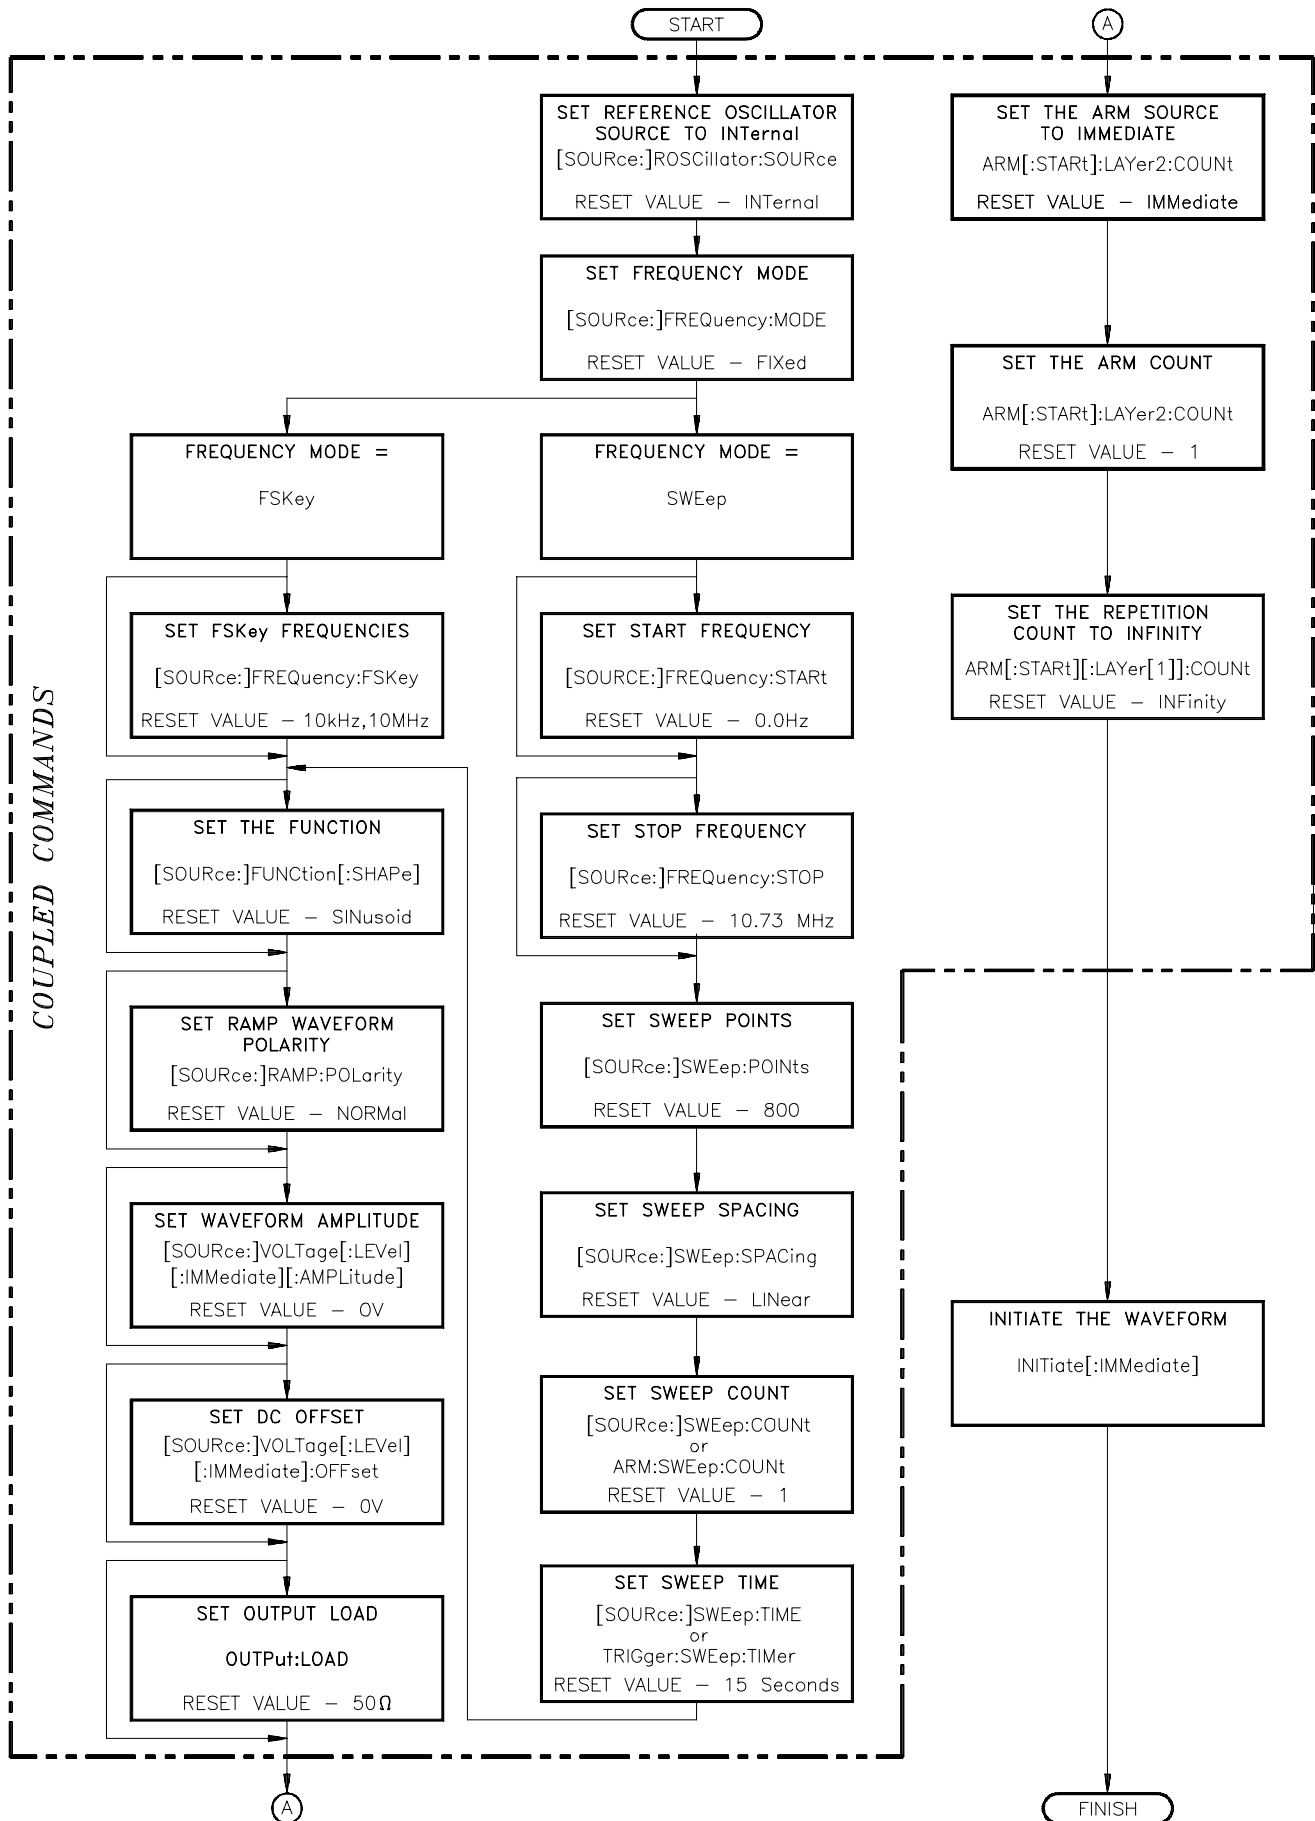 START
SET REFERENCE OSCILLATOR
SOURCE TO INTernal
[SOURce:]ROSCillator:SOURce
RESET VALUE – INTernal
SET FREQUENCY MODE
[SOURce:]FREQuency:MODE
RESET VALUE – FIXed
FREQUENCY MODE =
FSKey
SET FSKey FREQUENCIES
[SOURce:]FREQuency:FSKey
RESET VALUE – 10kHz,10MHz
SET THE FUNCTION
[SOURce:]FUNCtion[:SHAPe]
RESET VALUE – SINusoid
SET RAMP WAVEFORM
POLARITY
[SOURce:]RAMP:POLarity
RESET VALUE – NORMal
SET WAVEFORM AMPLITUDE
[SOURce:]VOLTage[:LEVel]
[:IMMediate][:AMPLitude]
RESET VALUE – 0V
SET DC OFFSET
[SOURce:]VOLTage[:LEVel]
[:IMMediate]:OFFset
RESET VALUE – 0V
SET OUTPUT LOAD
OUTPut:LOAD
RESET VALUE – 50Ω
A
FREQUENCY MODE =
SWEep
SET START FREQUENCY
[SOURCE:]FREQuency:STARt
RESET VALUE – 0.0Hz
SET STOP FREQUENCY
[SOURce:]FREQuency:STOP
RESET VALUE – 10.73 MHz
SET SWEEP POINTS
[SOURce:]SWEep:POINts
RESET VALUE – 800
SET SWEEP SPACING
[SOURce:]SWEep:SPACing
RESET VALUE – LINear
SET SWEEP COUNT
[SOURce:]SWEep:COUNt
or
ARM:SWEep:COUNt
RESET VALUE – 1
SET SWEEP TIME
[SOURce:]SWEep:TIME
or
TRIGger:SWEep:TIMer
RESET VALUE – 15 Seconds
A
SET THE ARM SOURCE
TO IMMEDIATE
ARM[:STARt]:LAYer2:COUNt
RESET VALUE – IMMediate
SET THE ARM COUNT
ARM[:STARt]:LAYer2:COUNt
RESET VALUE – 1
SET THE REPETITION
COUNT TO INFINITY
ARM[:STARt][:LAYer[1]]:COUNt
RESET VALUE – INFinity
INITIATE THE WAVEFORM
INITiate[:IMMediate]
FINISH
COUPLED COMMANDS